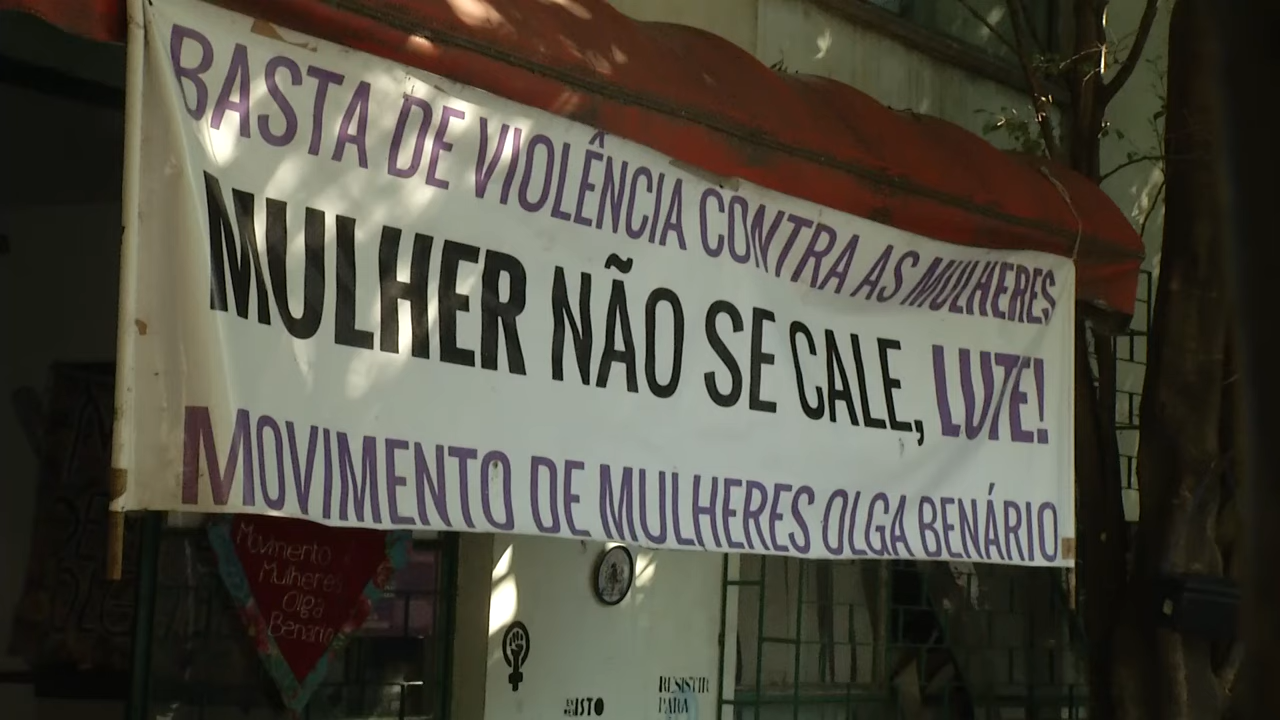 BASTA DE VIOLÊNCIA CONTRA AS MULHERES
MULHER NÃO SE CALE, LUTE!
MOVIMENTO DE MULHERES OLGA BENÁRIO
Movimento
Mulheres
Olga
Benario
RESISTIR
PARA